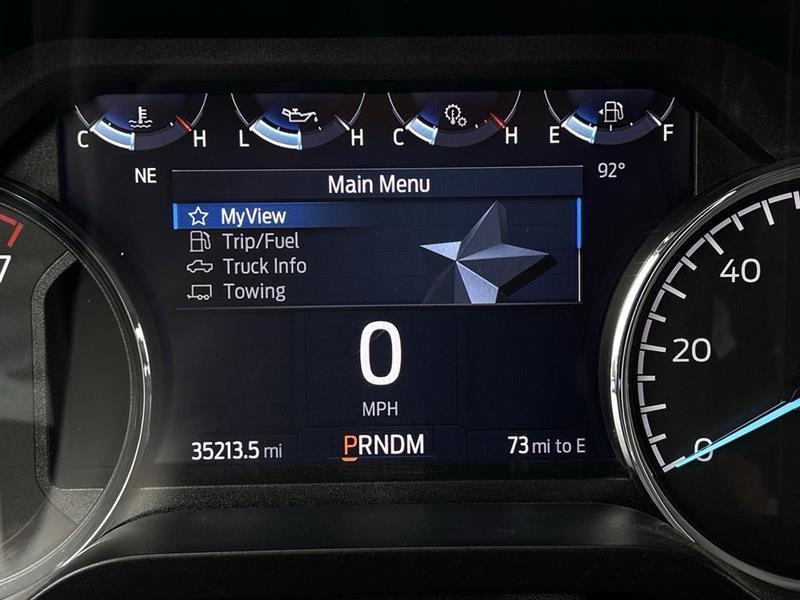 C H L H C H E F
NE
92°
Main Menu
MyView
Trip/Fuel
Truck Info
Towing
7
40
20
0
0
MPH
35213.5 mi
PRNDM
73 mi to E